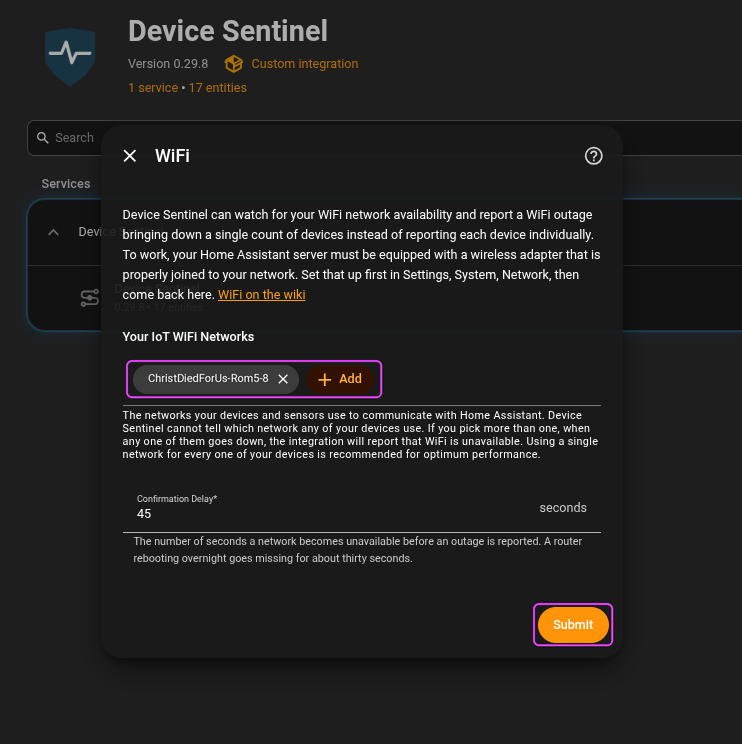 Device Sentinel
Version 0.29.8 Custom integration
1 service • 17 entities
Search
WiFi
Services
Device Sentinel can watch for your WiFi network availability and report a WiFi outage
bringing down a single count of devices instead of reporting each device individually.
To work, your Home Assistant server must be equipped with a wireless adapter that is
properly joined to your network. Set that up first in Settings, System, Network, then
come back here. WiFi on the wiki
Your IoT WiFi Networks
ChristDiedForUs-Rom5-8 Add
The networks your devices and sensors use to communicate with Home Assistant. Device
Sentinel cannot tell which network any of your devices use. If you pick more than one, when
any one of them goes down, the integration will report that WiFi is unavailable. Using a single
network for every one of your devices is recommended for optimum performance.
Confirmation Delay*
45 seconds
The number of seconds a network becomes unavailable before an outage is reported. A router
rebooting overnight goes missing for about thirty seconds.
Submit